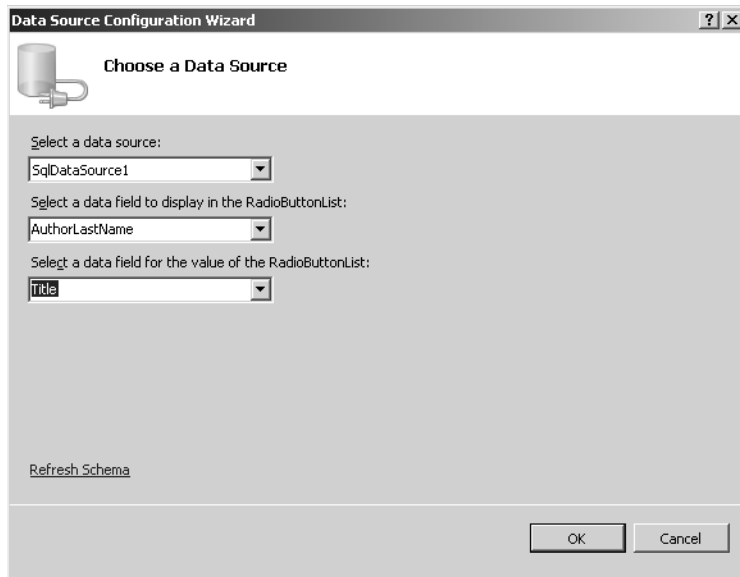 Data Source Configuration Wizard
Choose a Data Source
Select a data source:
SqlDataSource1
Select a data field to display in the RadioButtonList:
AuthorLastName
Select a data field for the value of the RadioButtonList:
Title
Refresh Schema
OK Cancel